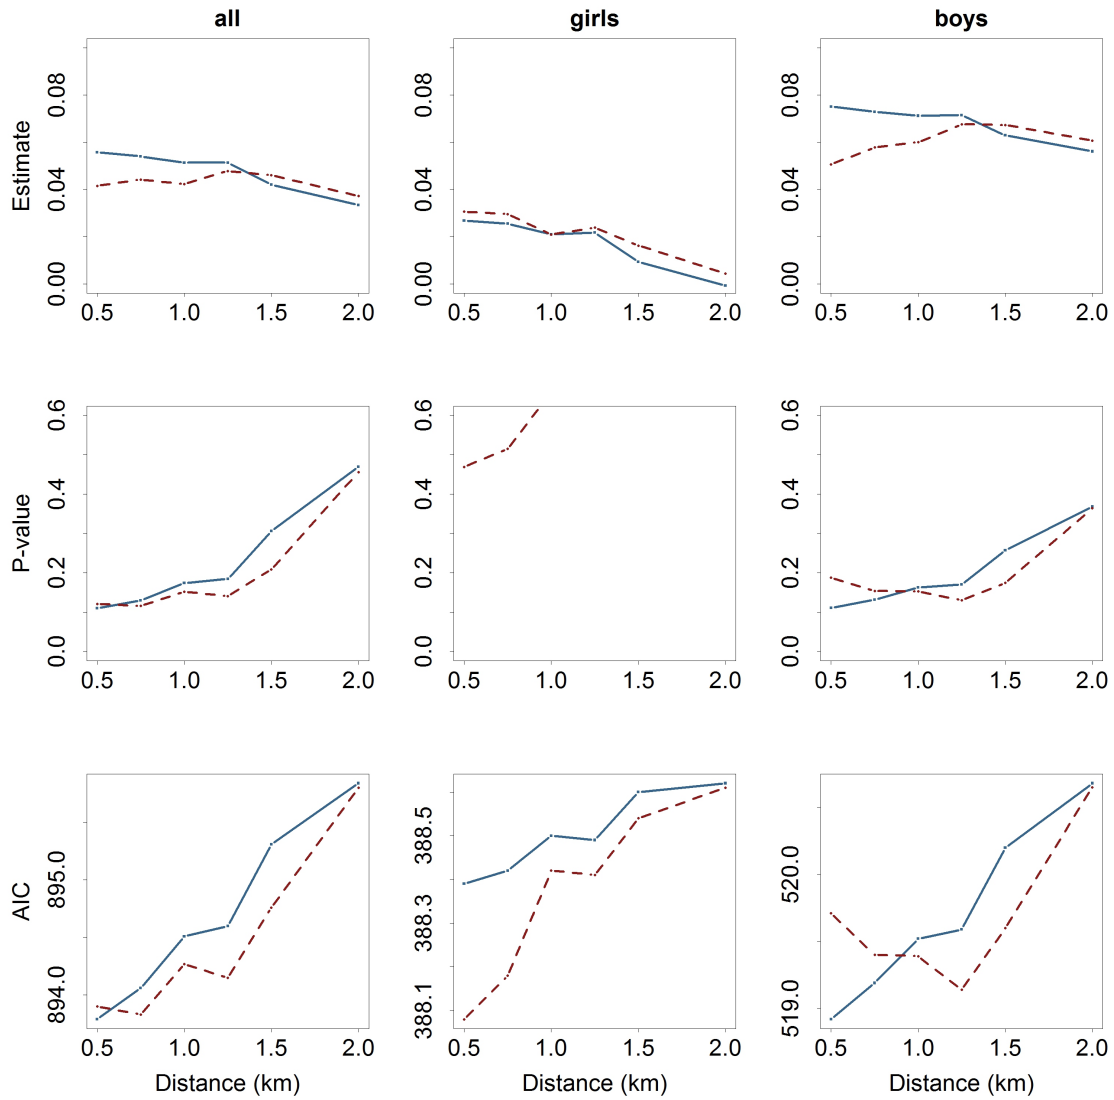 all girls boys
Estimate
0.00 0.04 0.08
0.00 0.04 0.08
0.00 0.04 0.08
0.5 1.0 1.5 2.0
0.5 1.0 1.5 2.0
0.5 1.0 1.5 2.0
P-value
0.0 0.2 0.4 0.6
0.0 0.2 0.4 0.6
0.0 0.2 0.4 0.6
0.5 1.0 1.5 2.0
0.5 1.0 1.5 2.0
0.5 1.0 1.5 2.0
AIC
894.0 895.0
388.1 388.3 388.5
519.0 520.0
0.5 1.0 1.5 2.0
0.5 1.0 1.5 2.0
0.5 1.0 1.5 2.0
Distance (km)
Distance (km)
Distance (km)